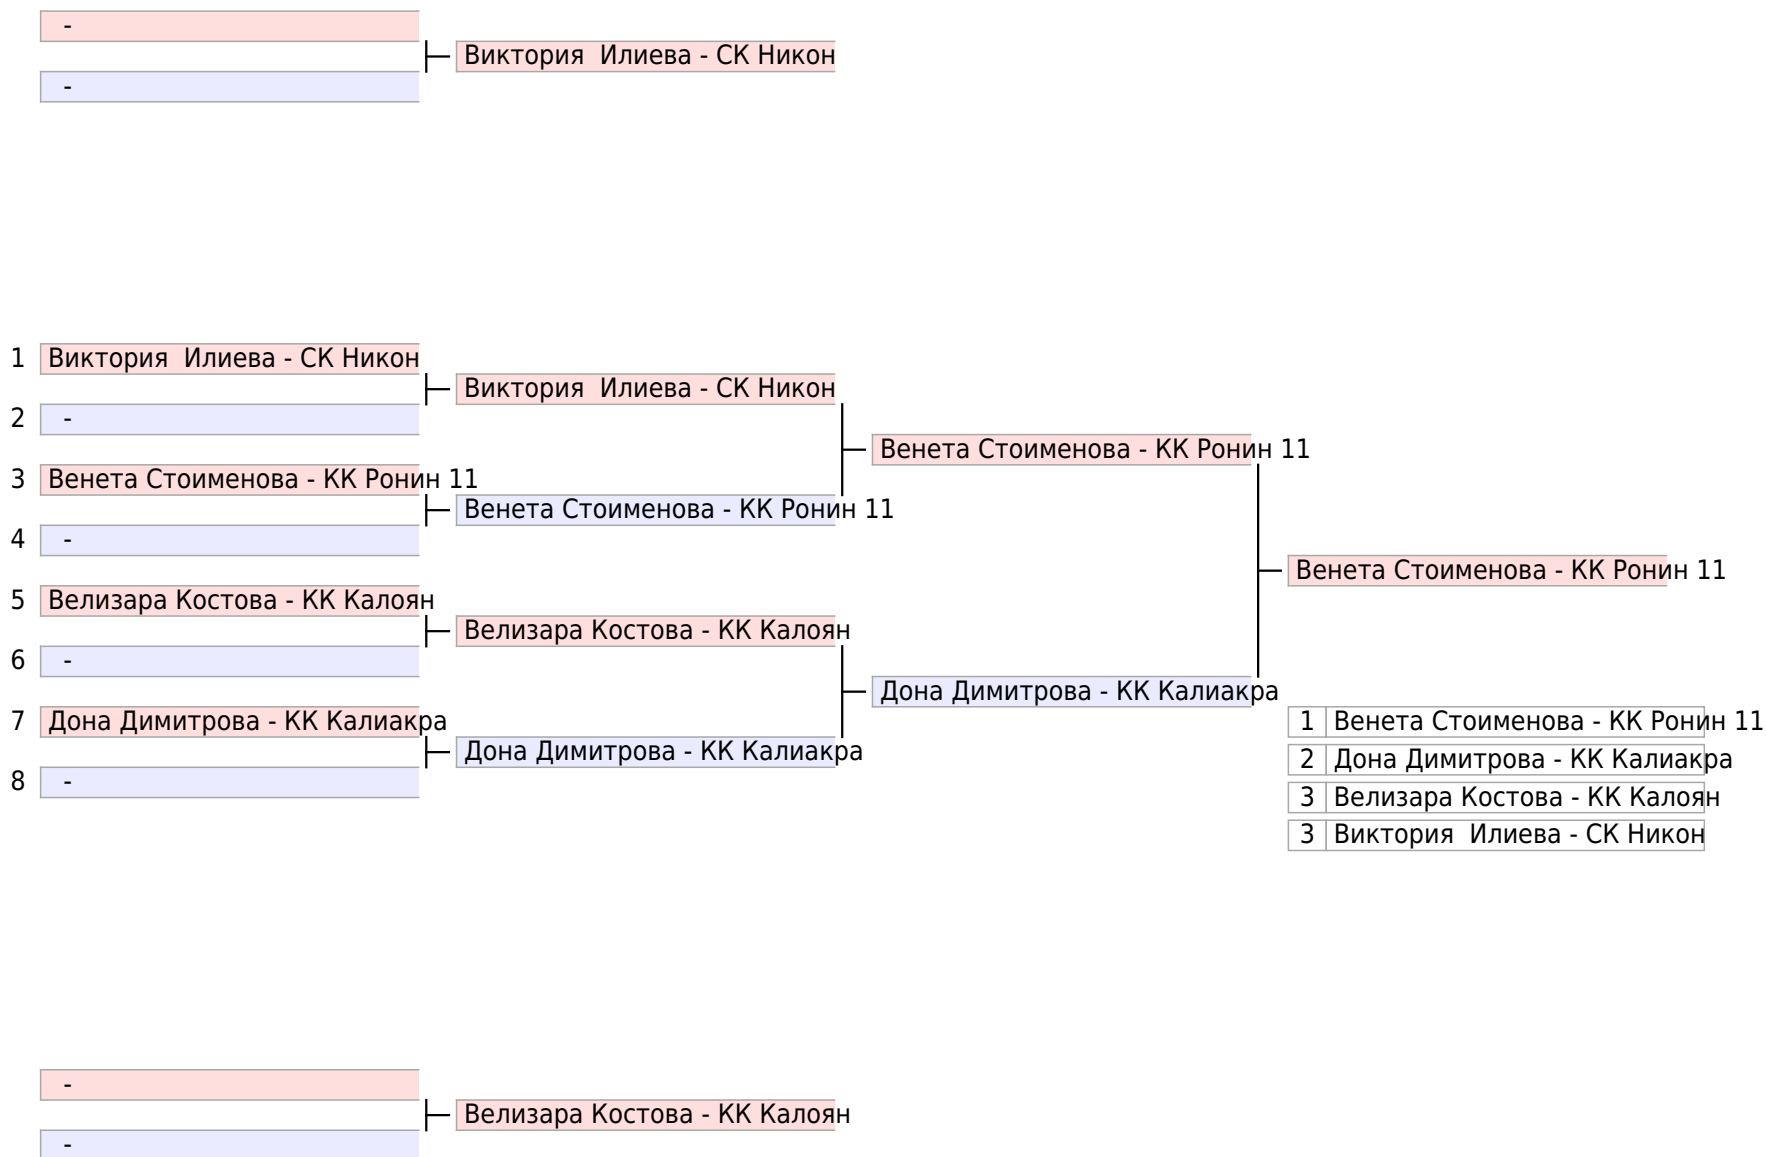 -
Виктория  Илиева - СК Никон
-
1 Виктория  Илиева - СК Никон
Виктория  Илиева - СК Никон
2 -
Венета Стоименова - КК Ронин 11
3 Венета Стоименова - КК Ронин 11
Венета Стоименова - КК Ронин 11
4 -
Венета Стоименова - КК Ронин 11
5 Велизара Костова - КК Калоян
Велизара Костова - КК Калоян
6 -
Дона Димитрова - КК Калиакра
7 Дона Димитрова - КК Калиакра
1 Венета Стоименова - КК Ронин 11
Дона Димитрова - КК Калиакра
2 Дона Димитрова - КК Калиакра
8 -
3 Велизара Костова - КК Калоян
3 Виктория  Илиева - СК Никон
-
Велизара Костова - КК Калоян
-